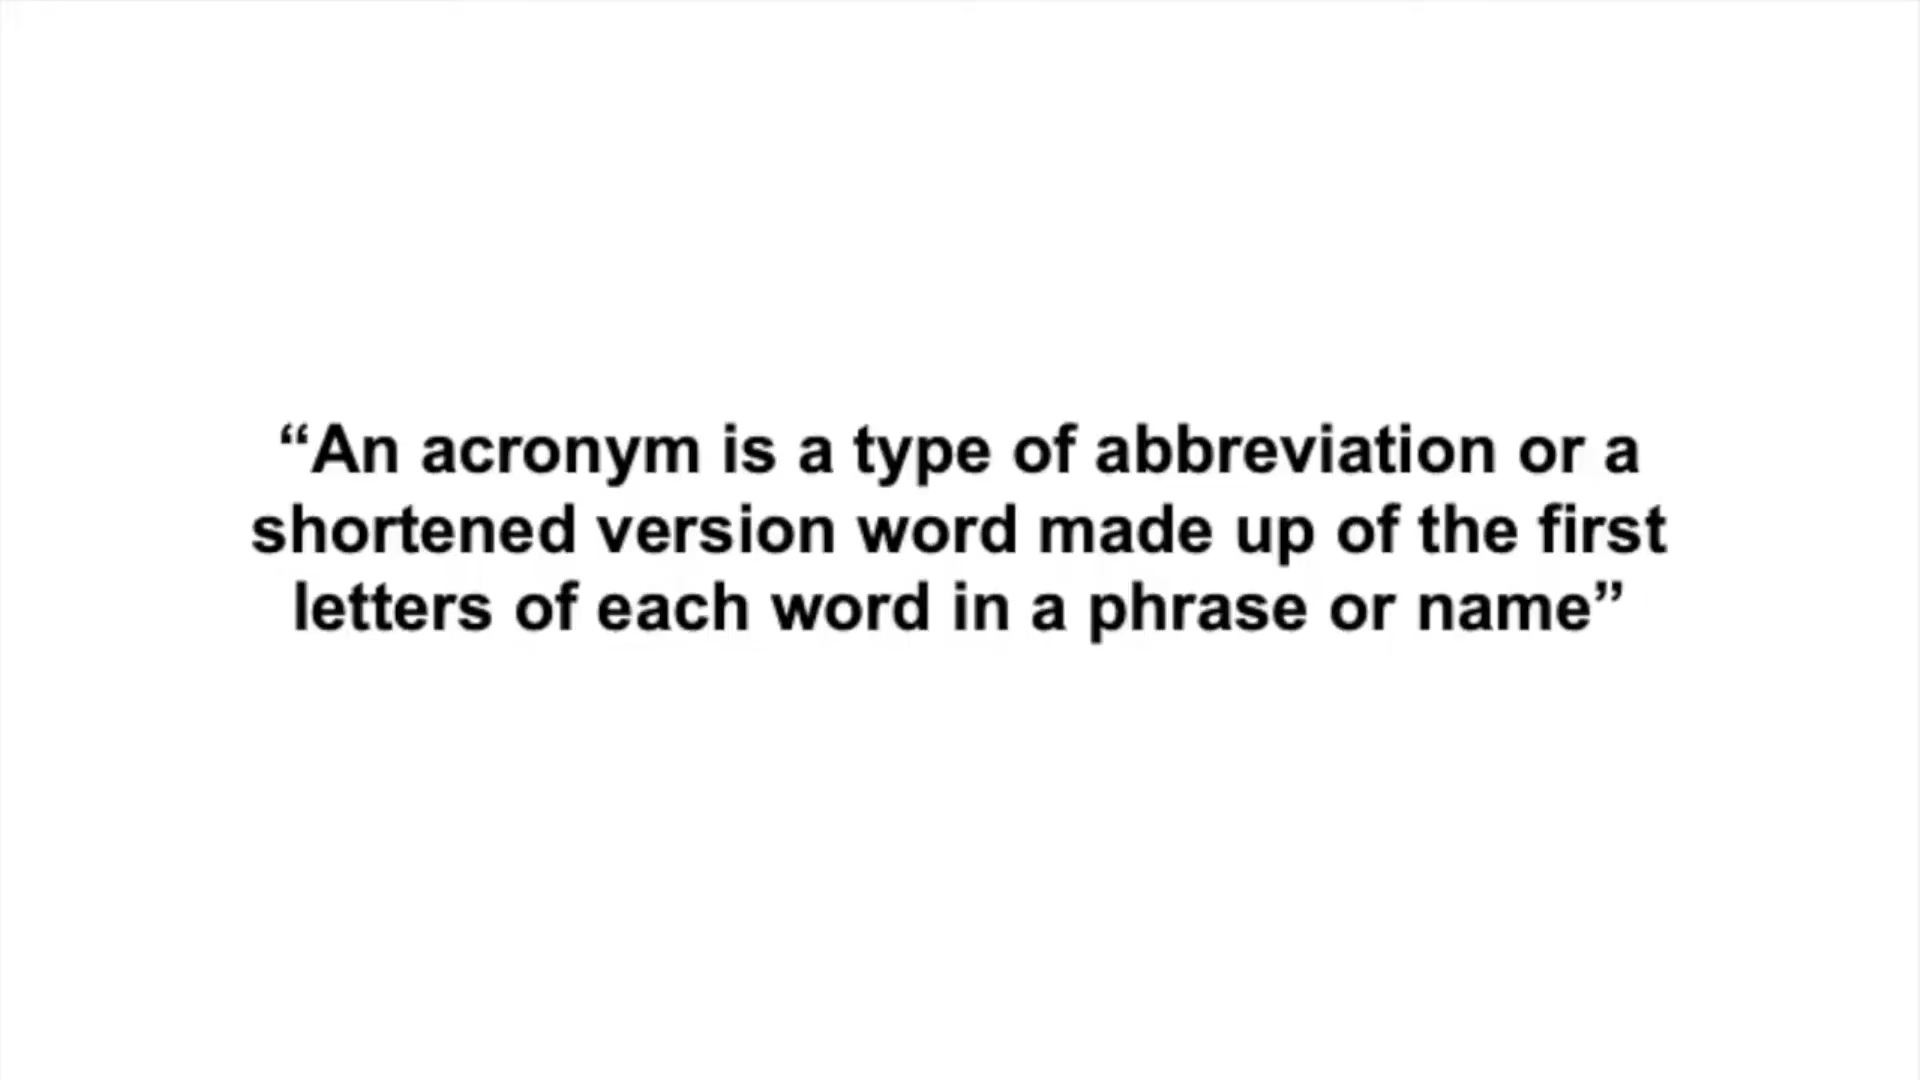 “An acronym is a type of abbreviation or a
shortened version word made up of the first
letters of each word in a phrase or name”